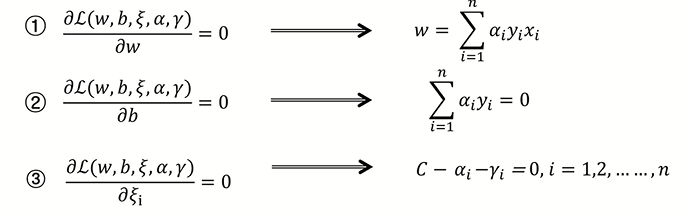 ① ∂ℒ(w, b, ξ, α, γ)/∂w = 0 ⟹ w = ∑_{i=1}^{n} α_i y_i x_i
② ∂ℒ(w, b, ξ, α, γ)/∂b = 0 ⟹ ∑_{i=1}^{n} α_i y_i = 0
③ ∂ℒ(w, b, ξ, α, γ)/∂ξ_i = 0 ⟹ C − α_i − γ_i = 0, i = 1,2, … … , n